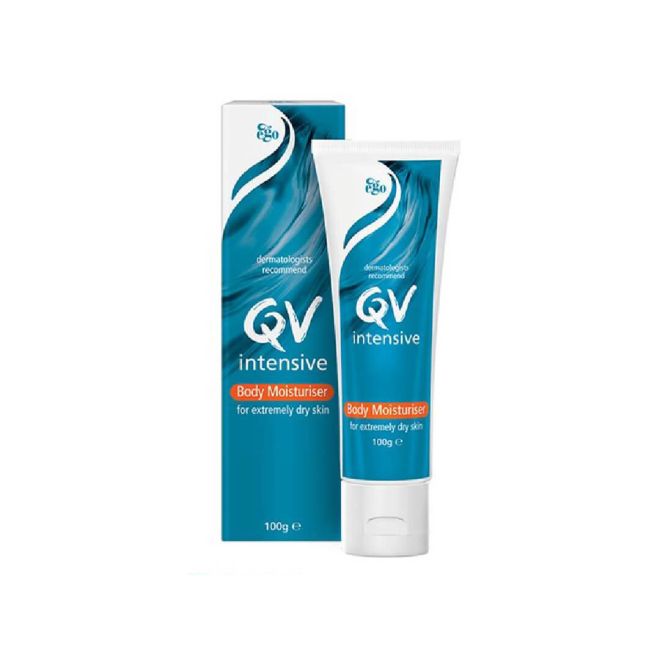 ego
dermatologists
recommend
QV
intensive
Body Moisturiser
for extremely dry skin
100g ℮
ego
dermatologists
recommend
QV
intensive
Body Moisturiser
for extremely dry skin
100g ℮